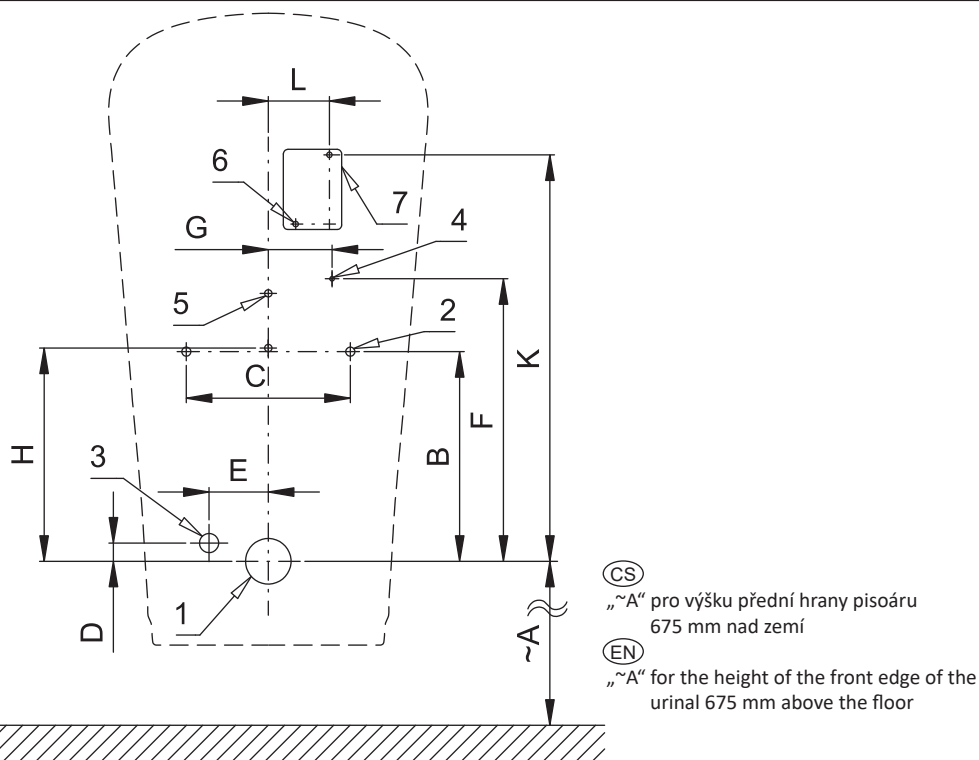 L
6
7
G
4
5
2
C
K
F
B
H
3
E
1
D
~A
CS
„~A“ pro výšku přední hrany pisoáru
675 mm nad zemí
EN
„~A“ for the height of the front edge of the
urinal 675 mm above the floor